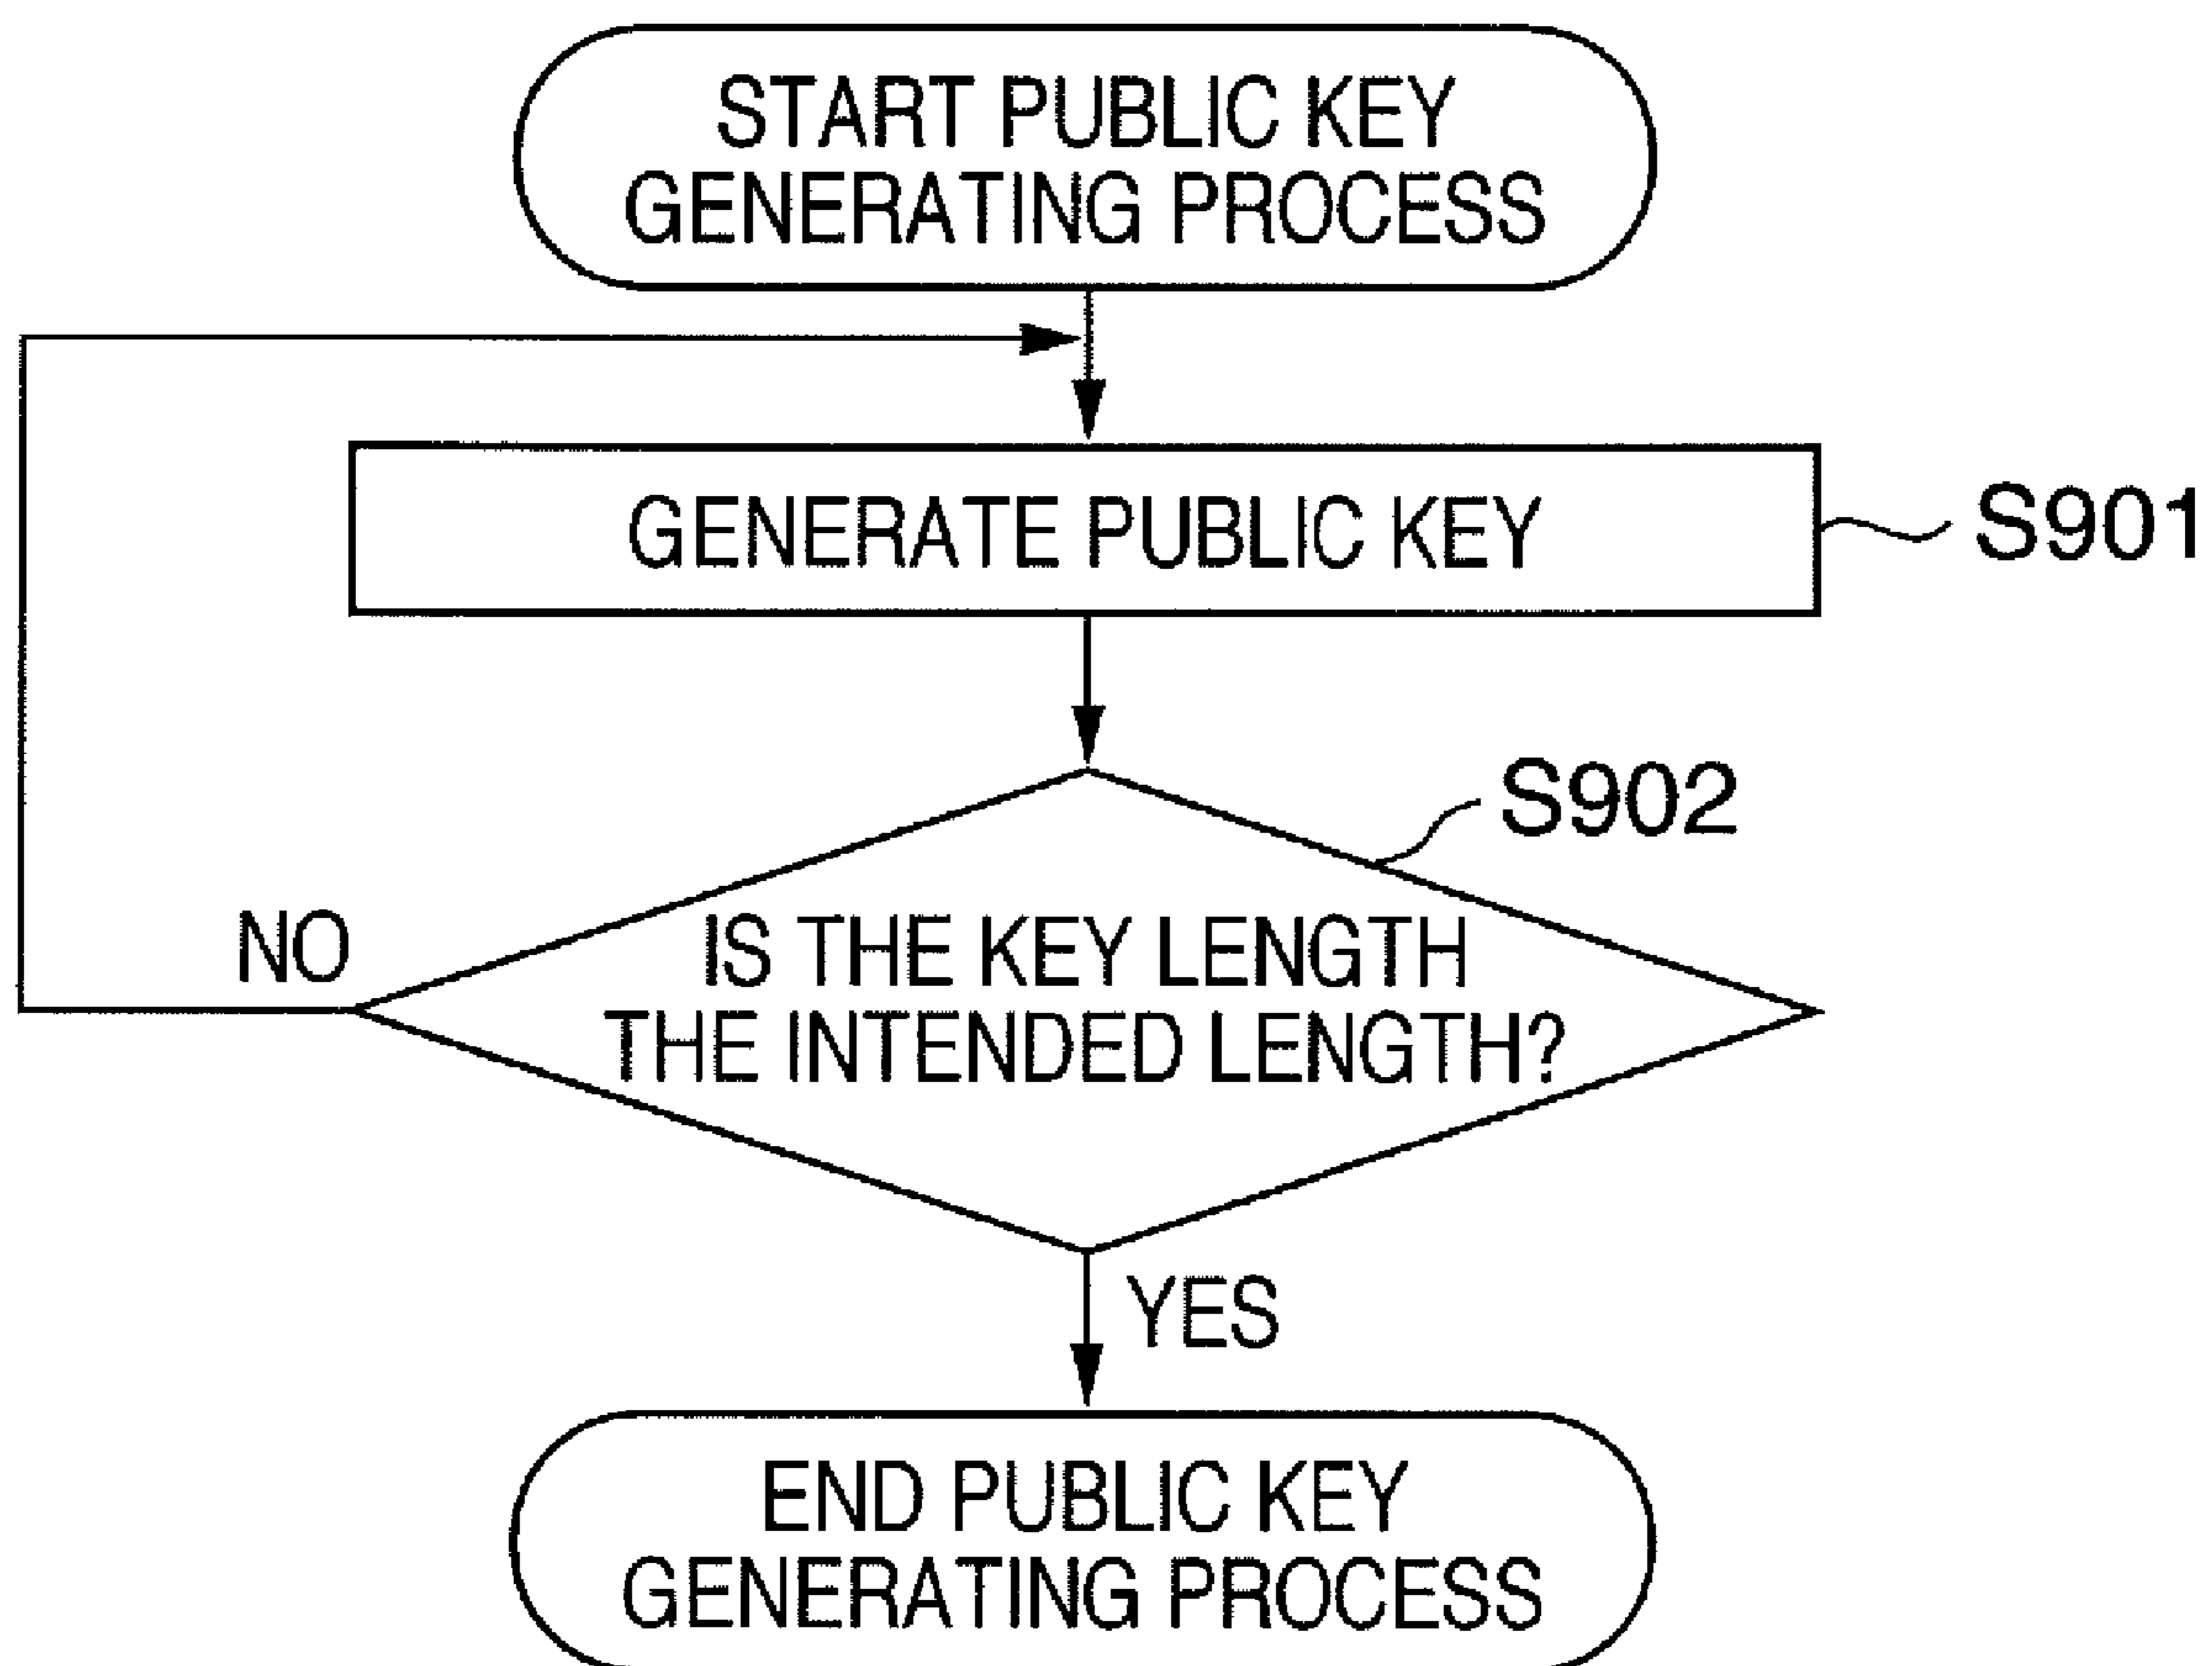 START PUBLIC KEY
GENERATING PROCESS
GENERATE PUBLIC KEY
S901
S902
IS THE KEY LENGTH
THE INTENDED LENGTH?
NO
YES
END PUBLIC KEY
GENERATING PROCESS